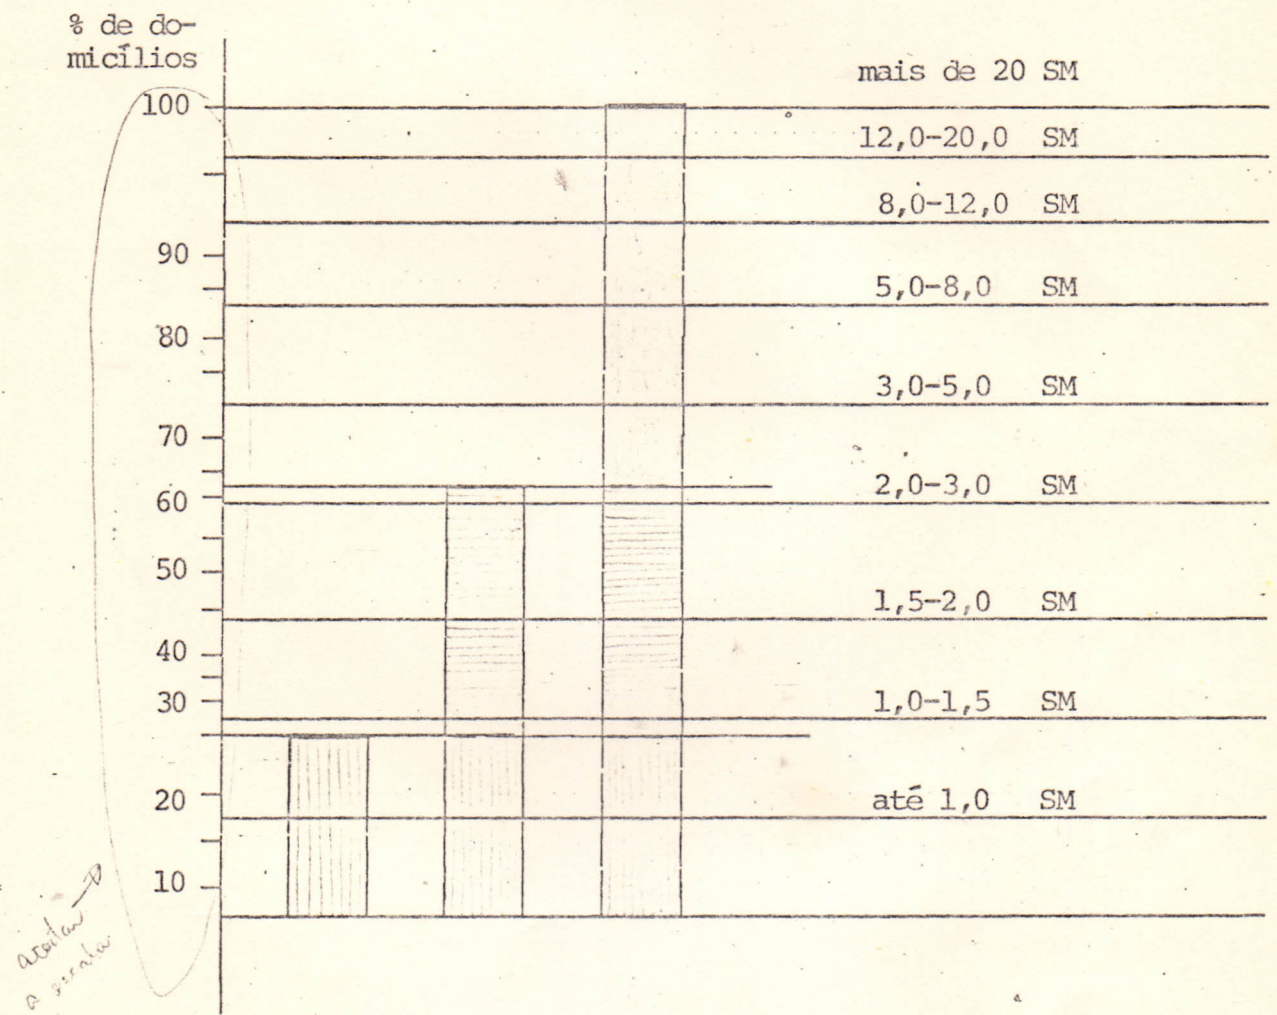 % de do-
micílios
mais de 20 SM
100
12,0-20,0 SM
8,0-12,0 SM
90
5,0-8,0 SM
80
3,0-5,0 SM
70
2,0-3,0 SM
60
50
1,5-2,0 SM
40
30
1,0-1,5 SM
20
até 1,0 SM
10